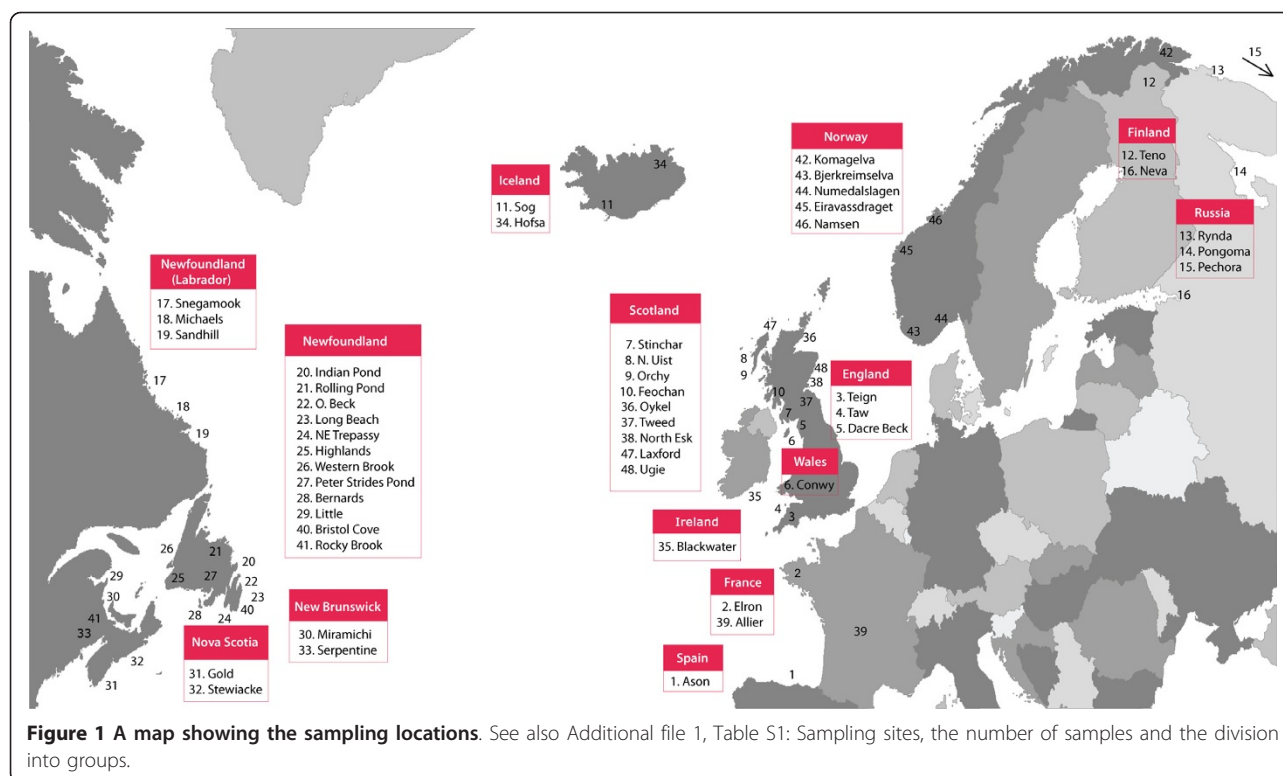 15
42
12
13
14
16
34
11
46
45
43
44
Iceland
11. Sog
34. Hofsa
Norway
42. Komagelva
43. Bjerkreimselva
44. Numedalslagen
45. Eiravassdraget
46. Namsen
Finland
12. Teno
16. Neva
Russia
13. Rynda
14. Pongoma
15. Pechora
Newfoundland
(Labrador)
17. Snegamook
18. Michaels
19. Sandhill
17
18
19
Newfoundland
20. Indian Pond
21. Rolling Pond
22. O. Beck
23. Long Beach
24. NE Trepassy
25. Highlands
26. Western Brook
27. Peter Strides Pond
28. Bernards
29. Little
40. Bristol Cove
41. Rocky Brook
Scotland
7. Stinchar
8. N. Uist
9. Orchy
10. Feochan
36. Oykel
37. Tweed
38. North Esk
47. Laxford
48. Ugie
47
36
8
9
48
38
10
37
7
5
6
England
3. Teign
4. Taw
5. Dacre Beck
Wales
6. Conwy
35
4
3
Ireland
35. Blackwater
France
2. Elron
39. Allier
2
39
Spain
1. Ason
1
26
21
20
29
25
27
22
30
23
28
24
40
41
33
32
31
New Brunswick
30. Miramichi
33. Serpentine
Nova Scotia
31. Gold
32. Stewiacke
Figure 1 A map showing the sampling locations. See also Additional file 1, Table S1: Sampling sites, the number of samples and the division
into groups.